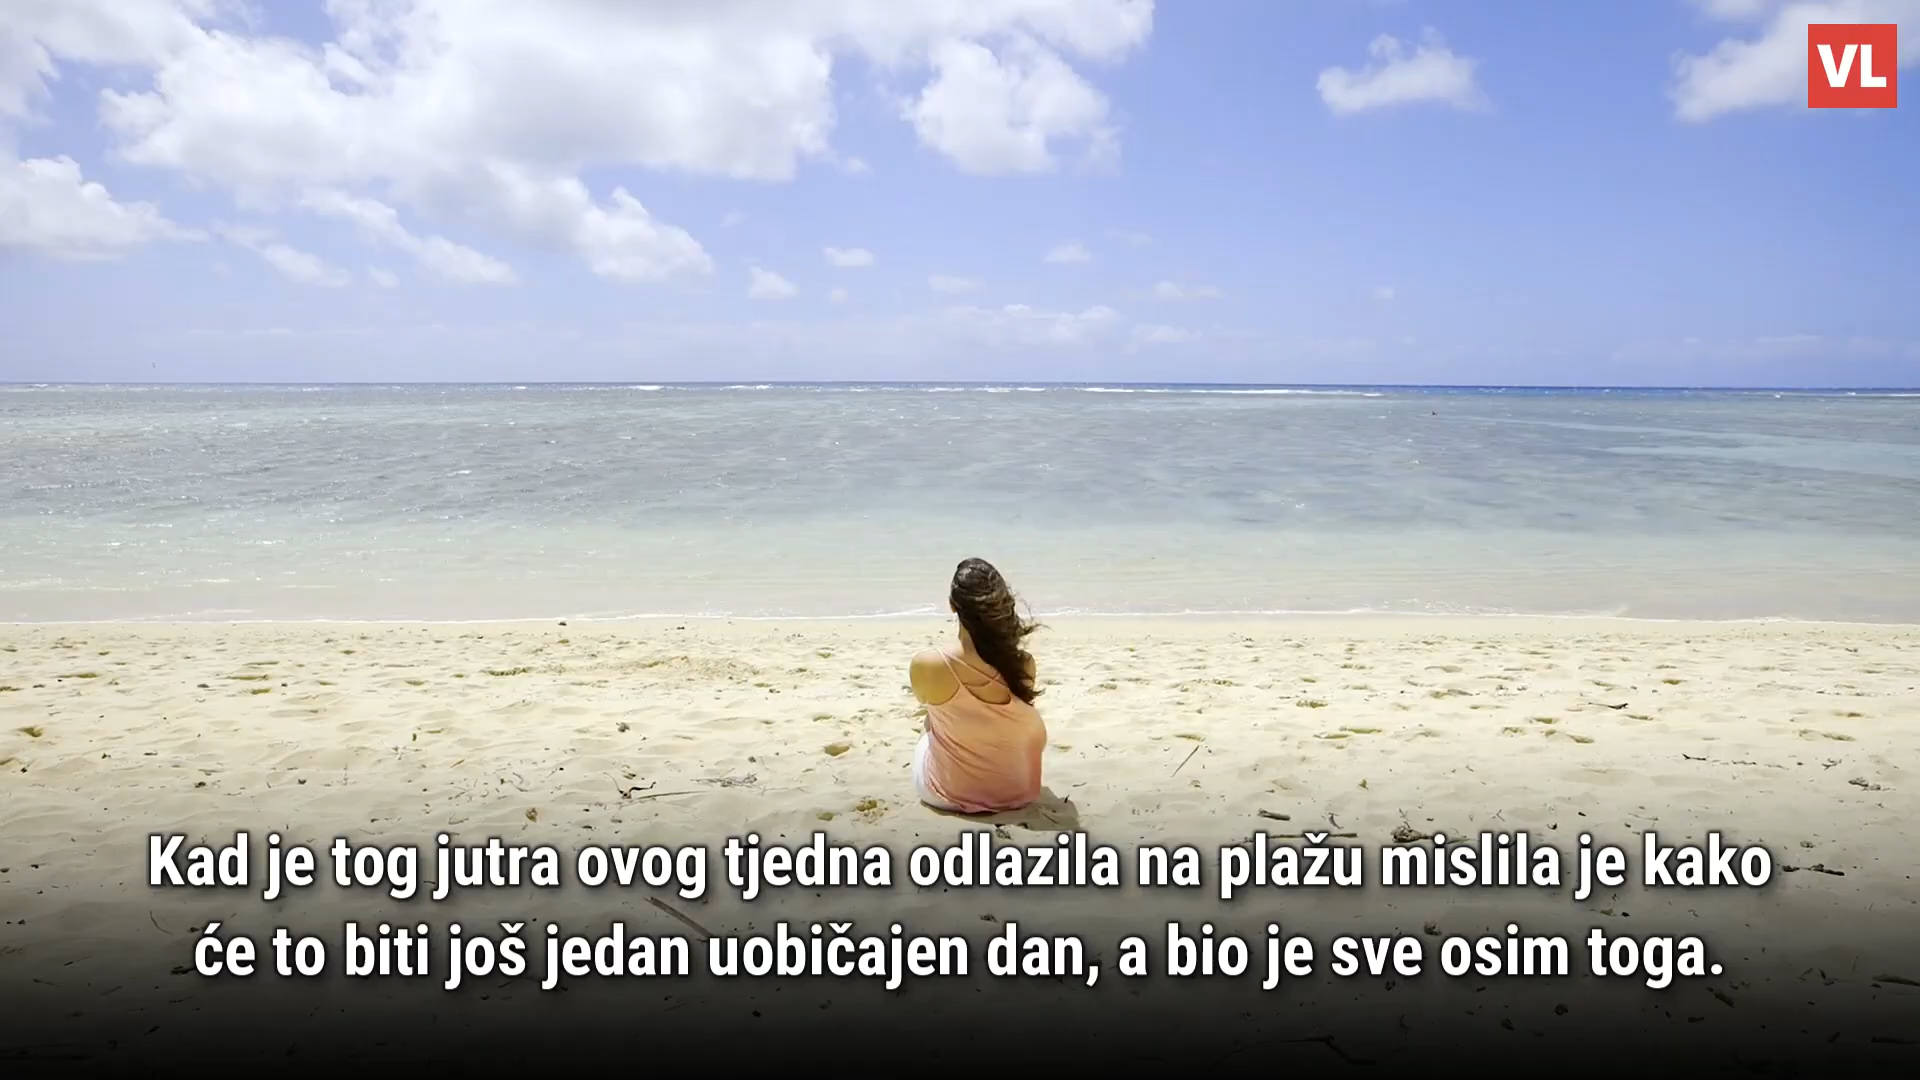 VL
Kad je tog jutra ovog tjedna odlazila na plažu mislila je kako
će to biti još jedan uobičajen dan, a bio je sve osim toga.